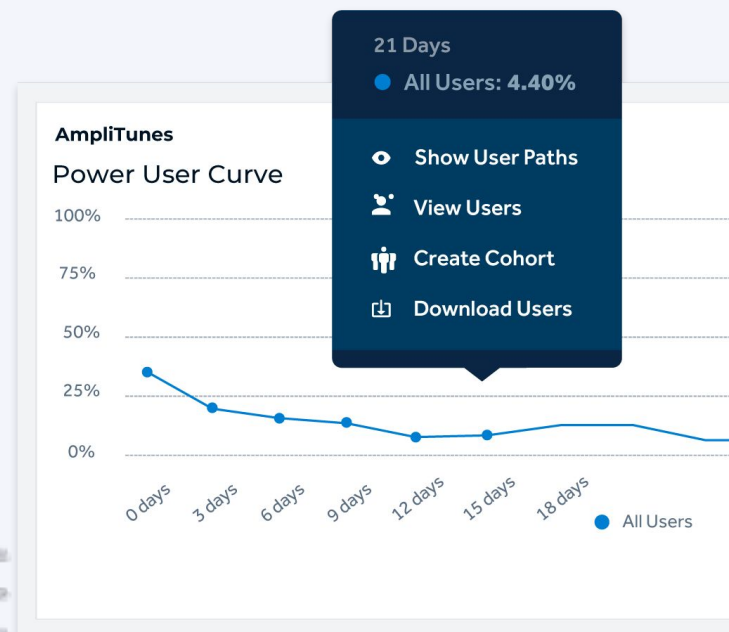 21 Days
All Users: 4.40%
Show User Paths
View Users
Create Cohort
Download Users
AmpliTunes
Power User Curve
100%
75%
50%
25%
0%
0 days
3 days
6 days
9 days
12 days
15 days
18 days
All Users